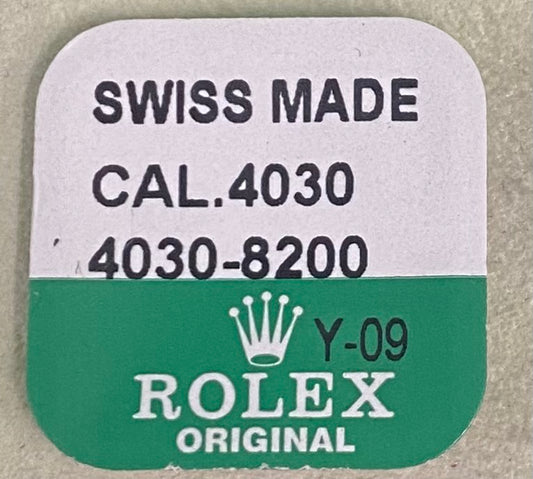 SWISS MADE
CAL.4030
4030-8200
Y-09
ROLEX
ORIGINAL